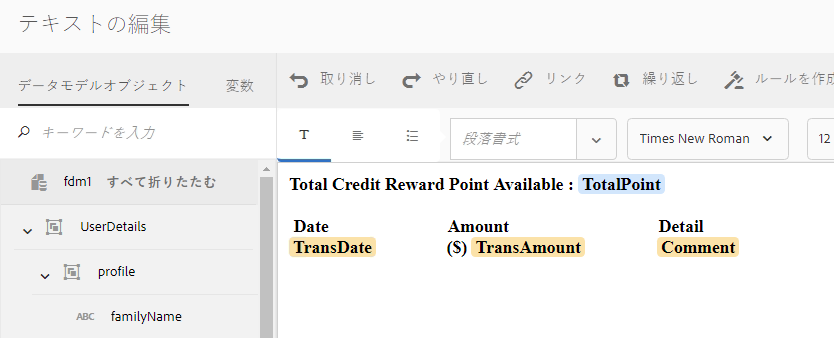 テキストの編集
データモデルオブジェクト 変数
取り消し やり直し リンク 繰り返し ルールを作成
キーワードを入力
T 段落書式 Times New Roman 12
fdm1 すべて折りたたむ
Total Credit Reward Point Available : TotalPoint
UserDetails
Date Amount Detail
TransDate ($) TransAmount Comment
profile
ABC familyName